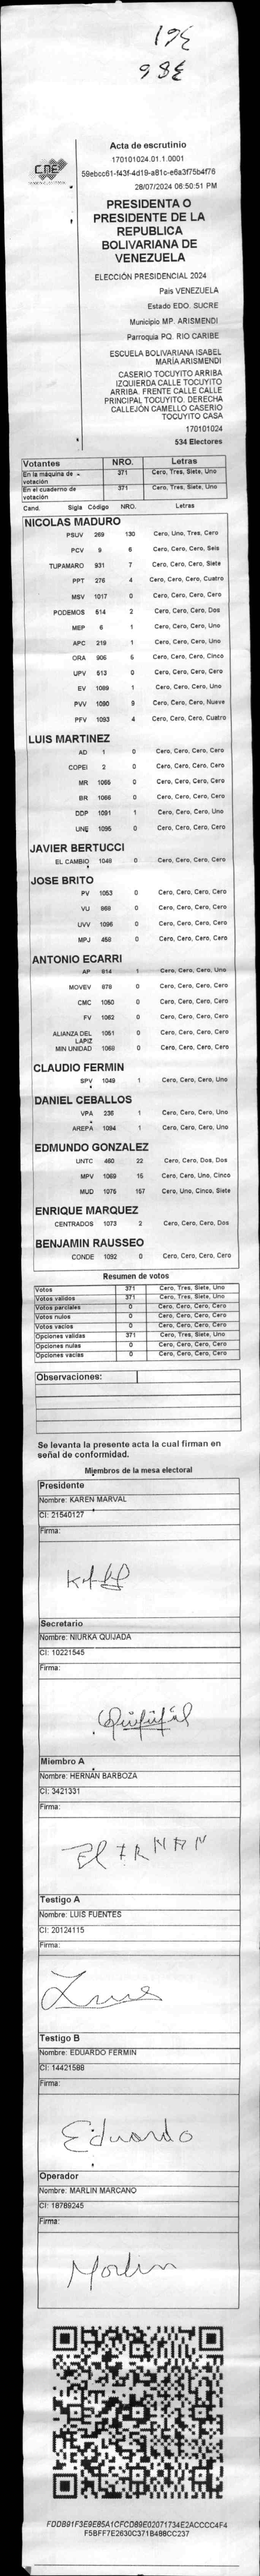 361
386
CNE
Acta de escrutinio
170101024.01.1.0001
59ebcc61-f43f-4d19-a81c-e6a3f75b4f76
28/07/2024 06:50:51 PM
PRESIDENTA O
PRESIDENTE DE LA
REPUBLICA
BOLIVARIANA DE
VENEZUELA
ELECCIÓN PRESIDENCIAL 2024
País VENEZUELA
Estado EDO. SUCRE
Municipio MP. ARISMENDI
Parroquia PQ. RIO CARIBE
ESCUELA BOLIVARIANA ISABEL
MARIA ARISMENDI
CASERIO TOCUYITO ARRIBA
IZQUIERDA CALLE TOCUYITO
ARRIBA. FRENTE CALLE CALLE
PRINCIPAL TOCUYITO. DERECHA
CALLEJÓN CAMELLO CASERIO
TOCUYITO CASA
170101024
534 Electores
Votantes NRO. Letras
En la máquina de votación 371 Cero, Tres, Siete, Uno
En el cuaderno de votación 371 Cero, Tres, Siete, Uno
Cand. Sigla Código NRO. Letras
NICOLAS MADURO
PSUV 269 130 Cero, Uno, Tres, Cero
PCV 9 6 Cero, Cero, Cero, Seis
TUPAMARO 931 7 Cero, Cero, Cero, Siete
PPT 276 4 Cero, Cero, Cero, Cuatro
MSV 1017 0 Cero, Cero, Cero, Cero
PODEMOS 514 2 Cero, Cero, Cero, Dos
MEP 6 1 Cero, Cero, Cero, Uno
APC 219 1 Cero, Cero, Cero, Uno
ORA 906 Cero, Cero, Cero, Cinco
UPV 613 0 Cero, Cero, Cero, Cero
EV 1089 1 Cero, Cero, Cero, Uno
PVV 1090 9 Cero, Cero, Cero, Nueve
PFV 1093 4 Cero, Cero, Cero, Cuatro
LUIS MARTINEZ
AD 1 0 Cero, Cero, Cero, Cero
COPEI 2 0 Cero, Cero, Cero, Cero
MR 1065 0 Cero, Cero, Cero, Cero
BR 1066 0 Cero, Cero, Cero, Cero
DDP 1091 1 Cero, Cero, Cero, Uno
UNE 1095 0 Cero, Cero, Cero, Cero
JAVIER BERTUCCI
EL CAMBIO 1048 0 Cero, Cero, Cero, Cero
JOSE BRITO
PV 1053 0 Cero, Cero, Cero, Cero
VU 868 0 Cero, Cero, Cero, Cero
UVV 1096 0 Cero, Cero, Cero, Cero
MPJ 458 0 Cero, Cero, Cero, Cero
ANTONIO ECARRI
AP 914 1 Cero, Cero, Cero, Uno
MOVEV 878 0 Cero, Cero, Cero, Cero
CMC 1050 0 Cero, Cero, Cero, Cero
FV 1062 0 Cero, Cero, Cero, Cero
ALIANZA DEL LAPIZ 1051 0 Cero, Cero, Cero, Cero
MIN UNIDAD 1068 0 Cero, Cero, Cero, Cero
CLAUDIO FERMIN
SPV 1049 1 Cero, Cero, Cero, Uno
DANIEL CEBALLOS
VPA 236 1 Cero, Cero, Cero, Uno
AREPA 1094 1 Cero, Cero, Cero, Uno
EDMUNDO GONZALEZ
UNTC 460 22 Cero, Cero, Dos, Dos
MPV 1069 15 Cero, Cero, Uno, Cinco
MUD 1075 157 Cero, Uno, Cinco, Siete
ENRIQUE MARQUEZ
CENTRADOS 1073 2 Cero, Cero, Cero, Dos
BENJAMIN RAUSSEO
CONDE 1092 0 Cero, Cero, Cero, Cero
Resumen de votos
Votos 371 Cero, Tres, Siete, Uno
Votos validos 371 Cero, Tres, Siete, Uno
Votos parciales 0 Cero, Cero, Cero, Cero
Votos nulos 0 Cero, Cero, Cero, Cero
Votos vacios 0 Cero, Cero, Cero, Cero
Opciones validas 371 Cero, Tres, Siete, Uno
Opciones nulas 0 Cero, Cero, Cero, Cero
Opciones vacias 0 Cero, Cero, Cero, Cero
Observaciones:
Se levanta la presente acta la cual firman en
señal de conformidad.
Miembros de la mesa electoral
Presidente
Nombre: KAREN MARVAL
CI: 21540127
Firma:
Secretario
Nombre: NIURKA QUIJADA
CI: 10221545
Firma:
Miembro A
Nombre: HERNÁN BARBOZA
CI: 3421331
Firma:
Testigo A
Nombre: LUIS FUENTES
CI: 20124115
Firma:
Luis
Testigo B
Nombre: EDUARDO FERMIN
CI: 14421588
Firma:
Eduardo
Operador
Nombre: MARLIN MARCANO
CI: 18789245
Firma:
Marlin
FDDB91F3E9E85A1CFCD89E02071734E2ACCCC4F4
F5BFF7E2630C371B488CC237